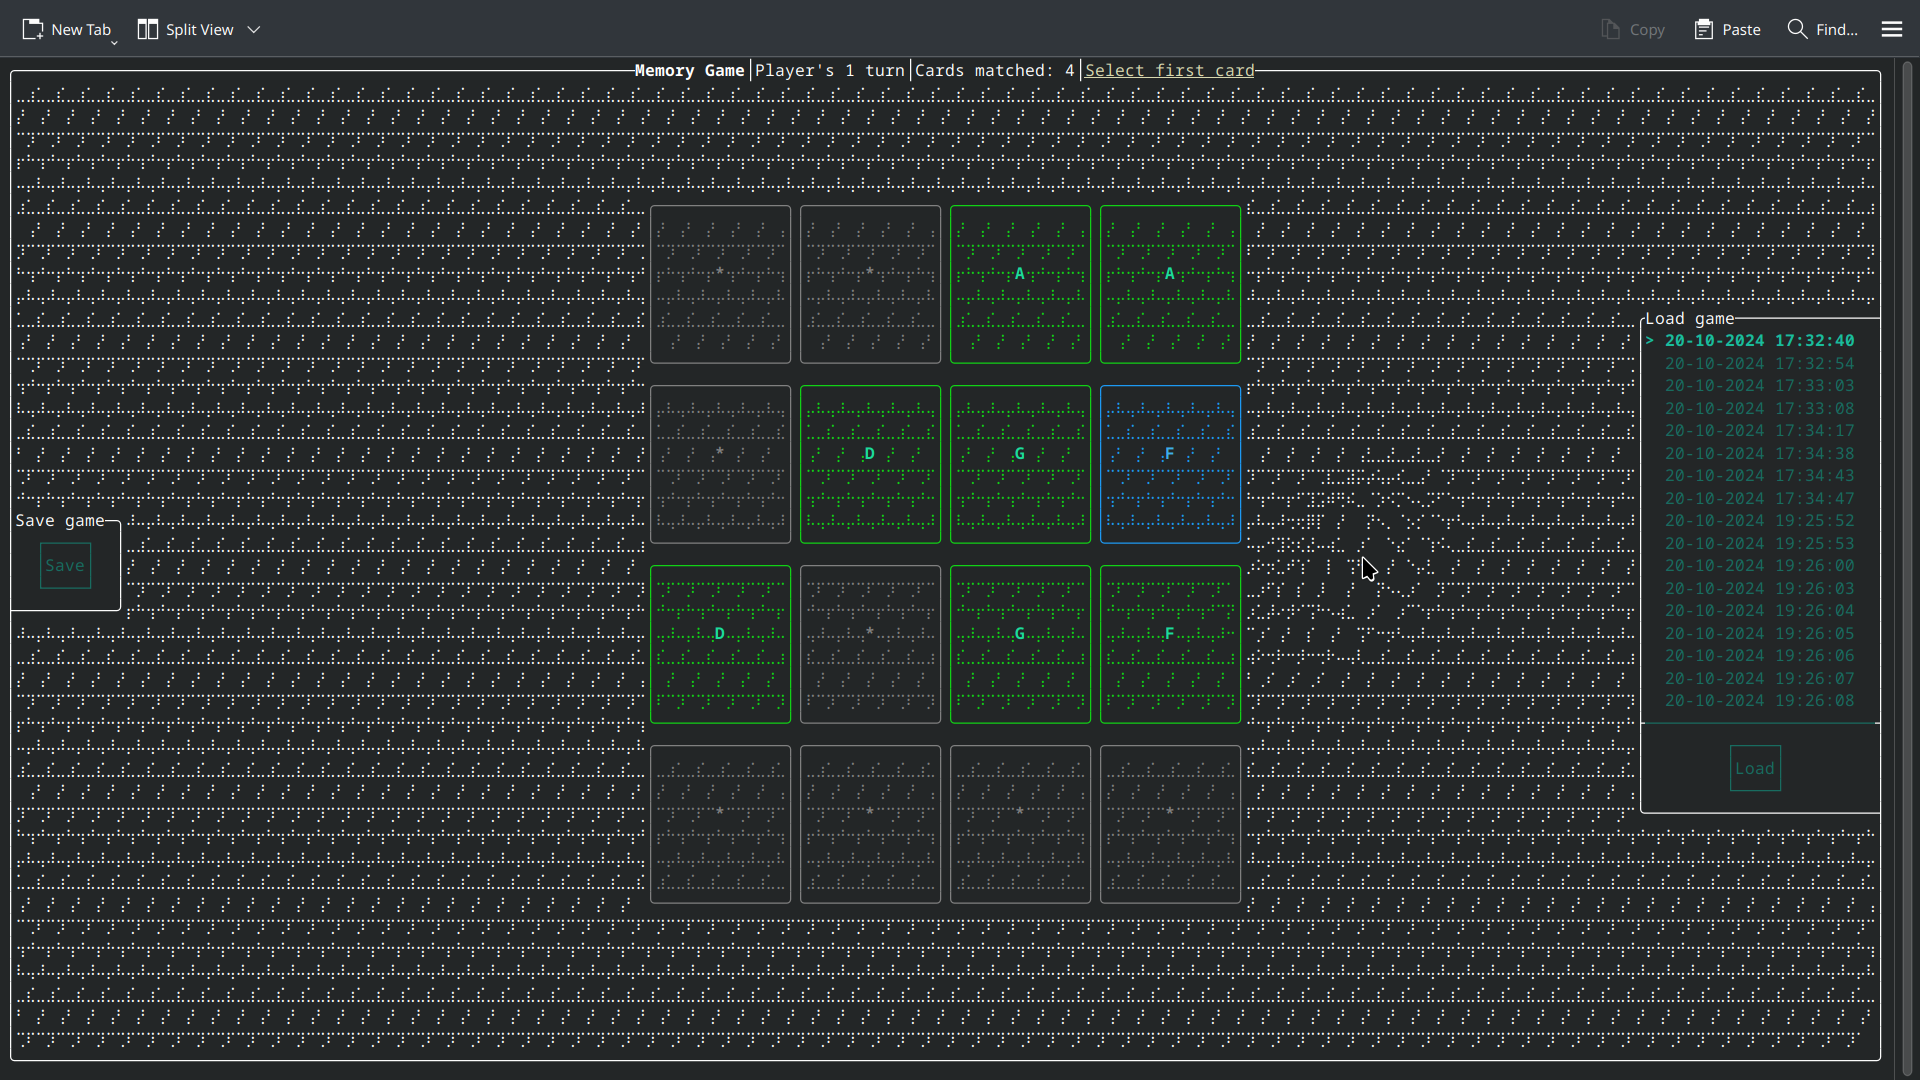 New Tab Split View Copy Paste Find...
Memory Game│Player's 1 turn│Cards matched: 4│Select first card
* * A A
Load game
> 20-10-2024 17:32:40
20-10-2024 17:32:54
20-10-2024 17:33:03
20-10-2024 17:33:08
20-10-2024 17:34:17
* D G F
20-10-2024 17:34:38
20-10-2024 17:34:43
20-10-2024 17:34:47
Save game
20-10-2024 19:25:52
20-10-2024 19:25:53
Save
20-10-2024 19:26:00
20-10-2024 19:26:03
20-10-2024 19:26:04
D * G F
20-10-2024 19:26:05
20-10-2024 19:26:06
20-10-2024 19:26:07
20-10-2024 19:26:08
Load
* * * *